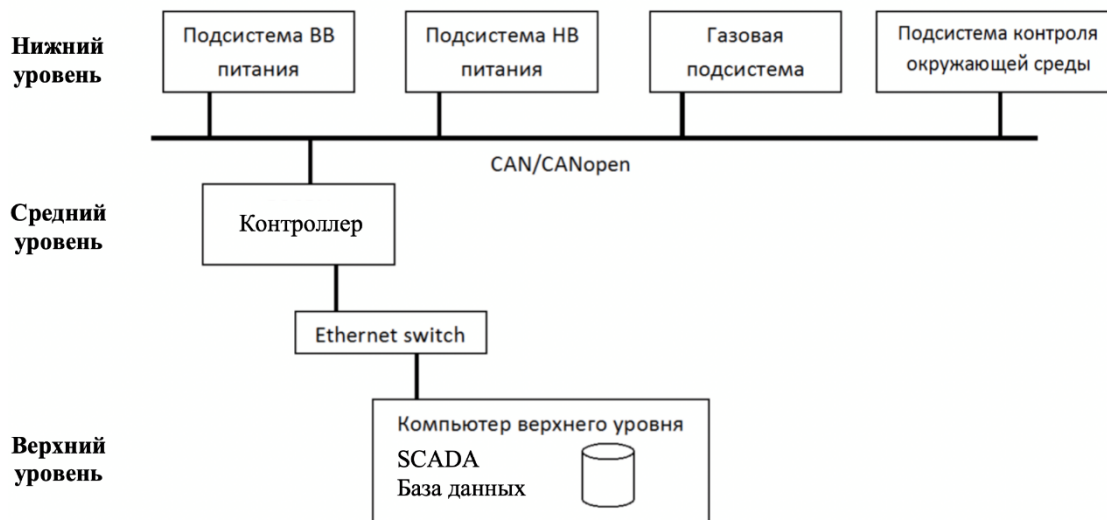 Нижний
уровень
Подсистема ВВ
питания
Подсистема НВ
питания
Газовая
подсистема
Подсистема контроля
окружающей среды
CAN/CANopen
Средний
уровень
Контроллер
Ethernet switch
Верхний
уровень
Компьютер верхнего уровня
SCADA
База данных